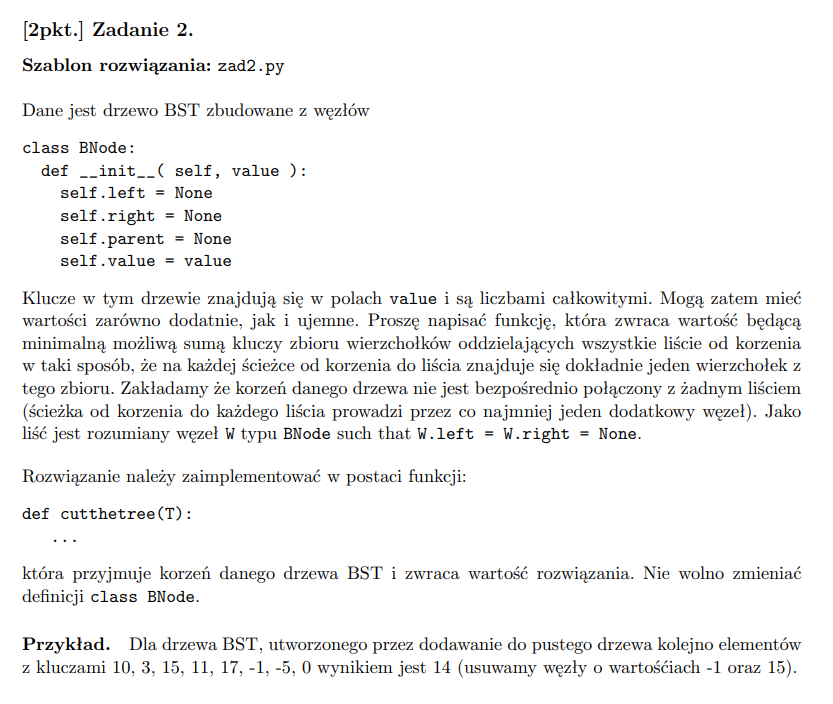 [2pkt.] Zadanie 2.
Szablon rozwiązania: zad2.py
Dane jest drzewo BST zbudowane z węzłów
class BNode:
  def __init__( self, value ):
    self.left = None
    self.right = None
    self.parent = None
    self.value = value
Klucze w tym drzewie znajdują się w polach value i są liczbami całkowitymi. Mogą zatem mieć
wartości zarówno dodatnie, jak i ujemne. Proszę napisać funkcję, która zwraca wartość będącą
minimalną możliwą sumą kluczy zbioru wierzchołków oddzielających wszystkie liście od korzenia
w taki sposób, że na każdej ścieżce od korzenia do liścia znajduje się dokładnie jeden wierzchołek z
tego zbioru. Zakładamy że korzeń danego drzewa nie jest bezpośrednio połączony z żadnym liściem
(ścieżka od korzenia do każdego liścia prowadzi przez co najmniej jeden dodatkowy węzeł). Jako
liść jest rozumiany węzeł W typu BNode such that W.left = W.right = None.
Rozwiązanie należy zaimplementować w postaci funkcji:
def cutthetree(T):
   ...
która przyjmuje korzeń danego drzewa BST i zwraca wartość rozwiązania. Nie wolno zmieniać
definicji class BNode.
Przykład. Dla drzewa BST, utworzonego przez dodawanie do pustego drzewa kolejno elementów
z kluczami 10, 3, 15, 11, 17, -1, -5, 0 wynikiem jest 14 (usuwamy węzły o wartośćiach -1 oraz 15).